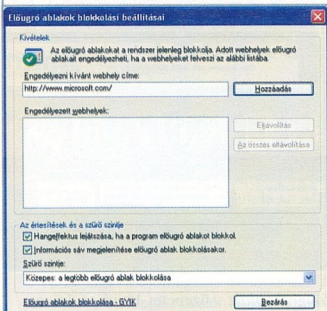 Előugró ablakok blokkolási beállításai
Kivételek
Az előugró ablakokat a rendszer jelenleg blokkolja. Adott webhelyek előugró
ablakait engedélyezheti, ha a webhelyeket felveszi az alábbi listába.
Engedélyezni kívánt webhely címe:
http://www.microsoft.com/
Hozzáadás
Engedélyezett webhelyek:
Eltávolítás
Az összes eltávolítása
Az értesítések és a szűrő szintje
Hangeffektus lejátszása, ha a program előugró ablakot blokkol.
Információs sáv megjelenítése előugró ablak blokkolásakor.
Szűrő szintje:
Közepes: a legtöbb előugró ablak blokkolása
Előugró ablakok blokkolása - GYIK
Bezárás